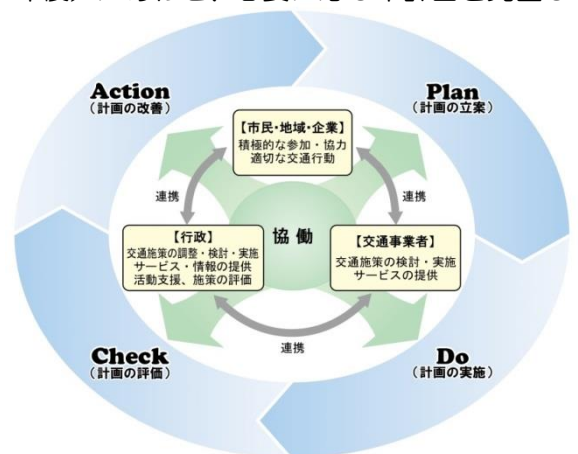 Action
(計画の改善)
Plan
(計画の立案)
【市民・地域・企業】
積極的な参加・協力
適切な交通行動
連携
連携
【行政】
交通施策の調整・検討・実施
サービス・情報の提供
活動支援、施策の評価
協働
【交通事業者】
交通施策の検討・実施
サービスの提供
連携
Check
(計画の評価)
Do
(計画の実施)